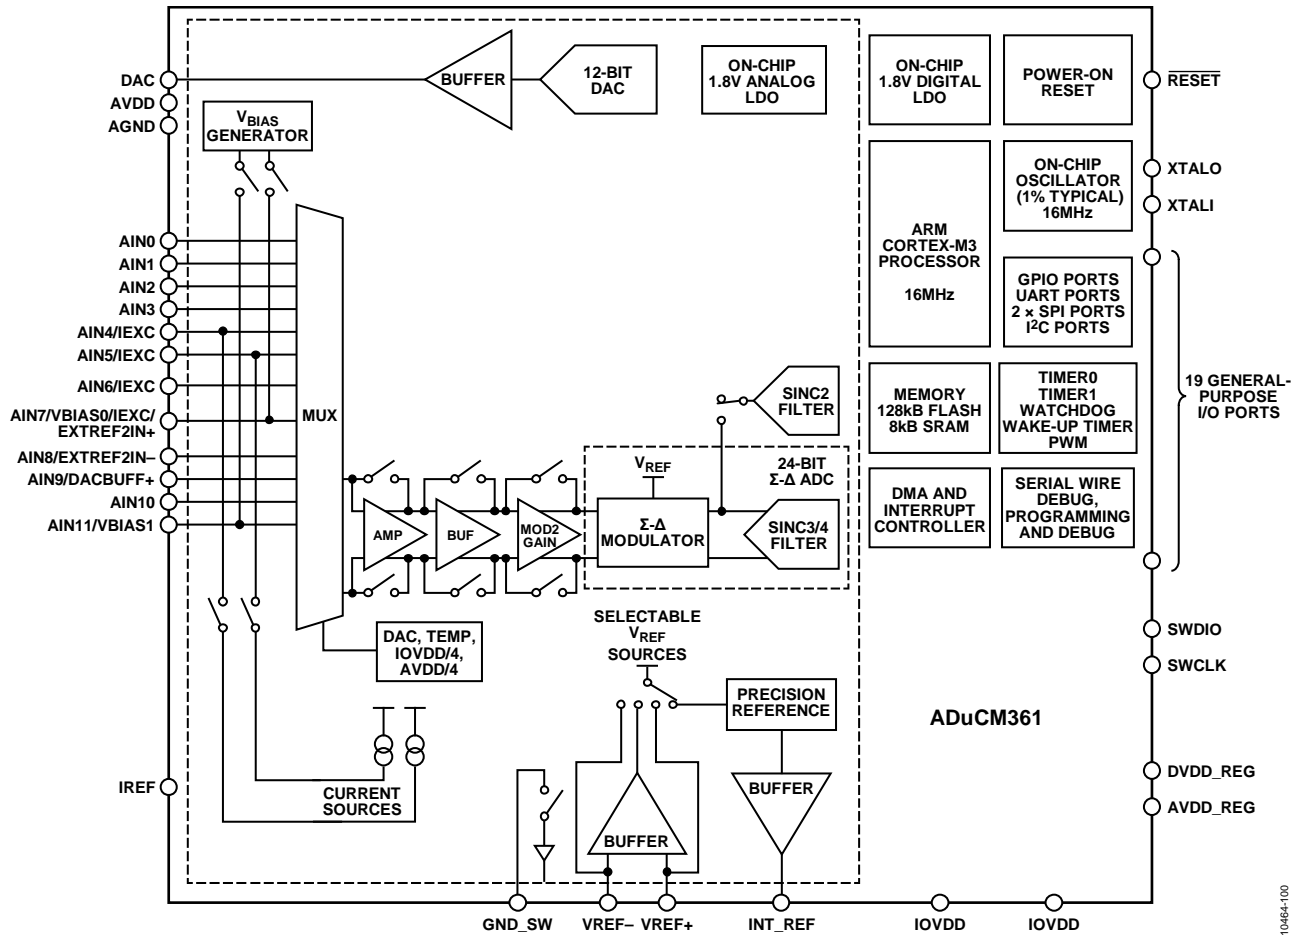 DAC
AVDD
AGND
VBIAS
GENERATOR
BUFFER
12-BIT
DAC
ON-CHIP
1.8V ANALOG
LDO
ON-CHIP
1.8V DIGITAL
LDO
POWER-ON
RESET
RESET
ARM
CORTEX-M3
PROCESSOR
16MHz
ON-CHIP
OSCILLATOR
(1% TYPICAL)
16MHz
XTALO
XTALI
AIN0
AIN1
AIN2
AIN3
AIN4/IEXC
AIN5/IEXC
AIN6/IEXC
AIN7/VBIAS0/IEXC/
EXTREF2IN+
AIN8/EXTREF2IN–
AIN9/DACBUFF+
AIN10
AIN11/VBIAS1
MUX
GPIO PORTS
UART PORTS
2 × SPI PORTS
I2C PORTS
SINC2
FILTER
MEMORY
128kB FLASH
8kB SRAM
TIMER0
TIMER1
WATCHDOG
WAKE-UP TIMER
PWM
19 GENERAL-
PURPOSE
I/O PORTS
VREF
24-BIT
Σ-Δ ADC
AMP
BUF
MOD2
GAIN
Σ-Δ
MODULATOR
SINC3/4
FILTER
DMA AND
INTERRUPT
CONTROLLER
SERIAL WIRE
DEBUG,
PROGRAMMING
AND DEBUG
DAC, TEMP,
IOVDD/4,
AVDD/4
SELECTABLE
VREF
SOURCES
PRECISION
REFERENCE
SWDIO
SWCLK
ADuCM361
IREF
CURRENT
SOURCES
BUFFER
BUFFER
DVDD_REG
AVDD_REG
GND_SW
VREF–
VREF+
INT_REF
IOVDD
IOVDD
10464-100